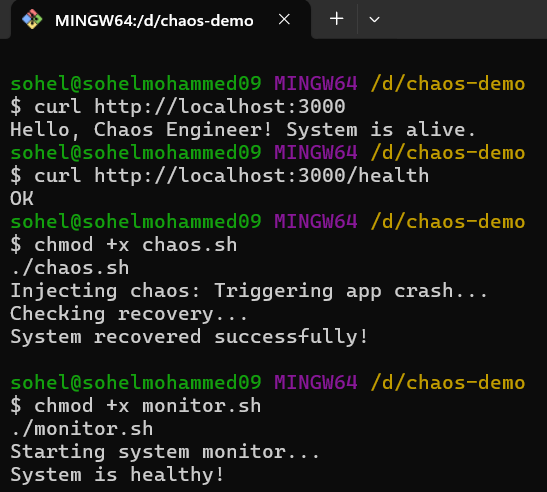 MINGW64:/d/chaos-demo
sohel@sohelmohammed09 MINGW64 /d/chaos-demo
$ curl http://localhost:3000
Hello, Chaos Engineer! System is alive.
sohel@sohelmohammed09 MINGW64 /d/chaos-demo
$ curl http://localhost:3000/health
OK
sohel@sohelmohammed09 MINGW64 /d/chaos-demo
$ chmod +x chaos.sh
./chaos.sh
Injecting chaos: Triggering app crash...
Checking recovery...
System recovered successfully!
sohel@sohelmohammed09 MINGW64 /d/chaos-demo
$ chmod +x monitor.sh
./monitor.sh
Starting system monitor...
System is healthy!